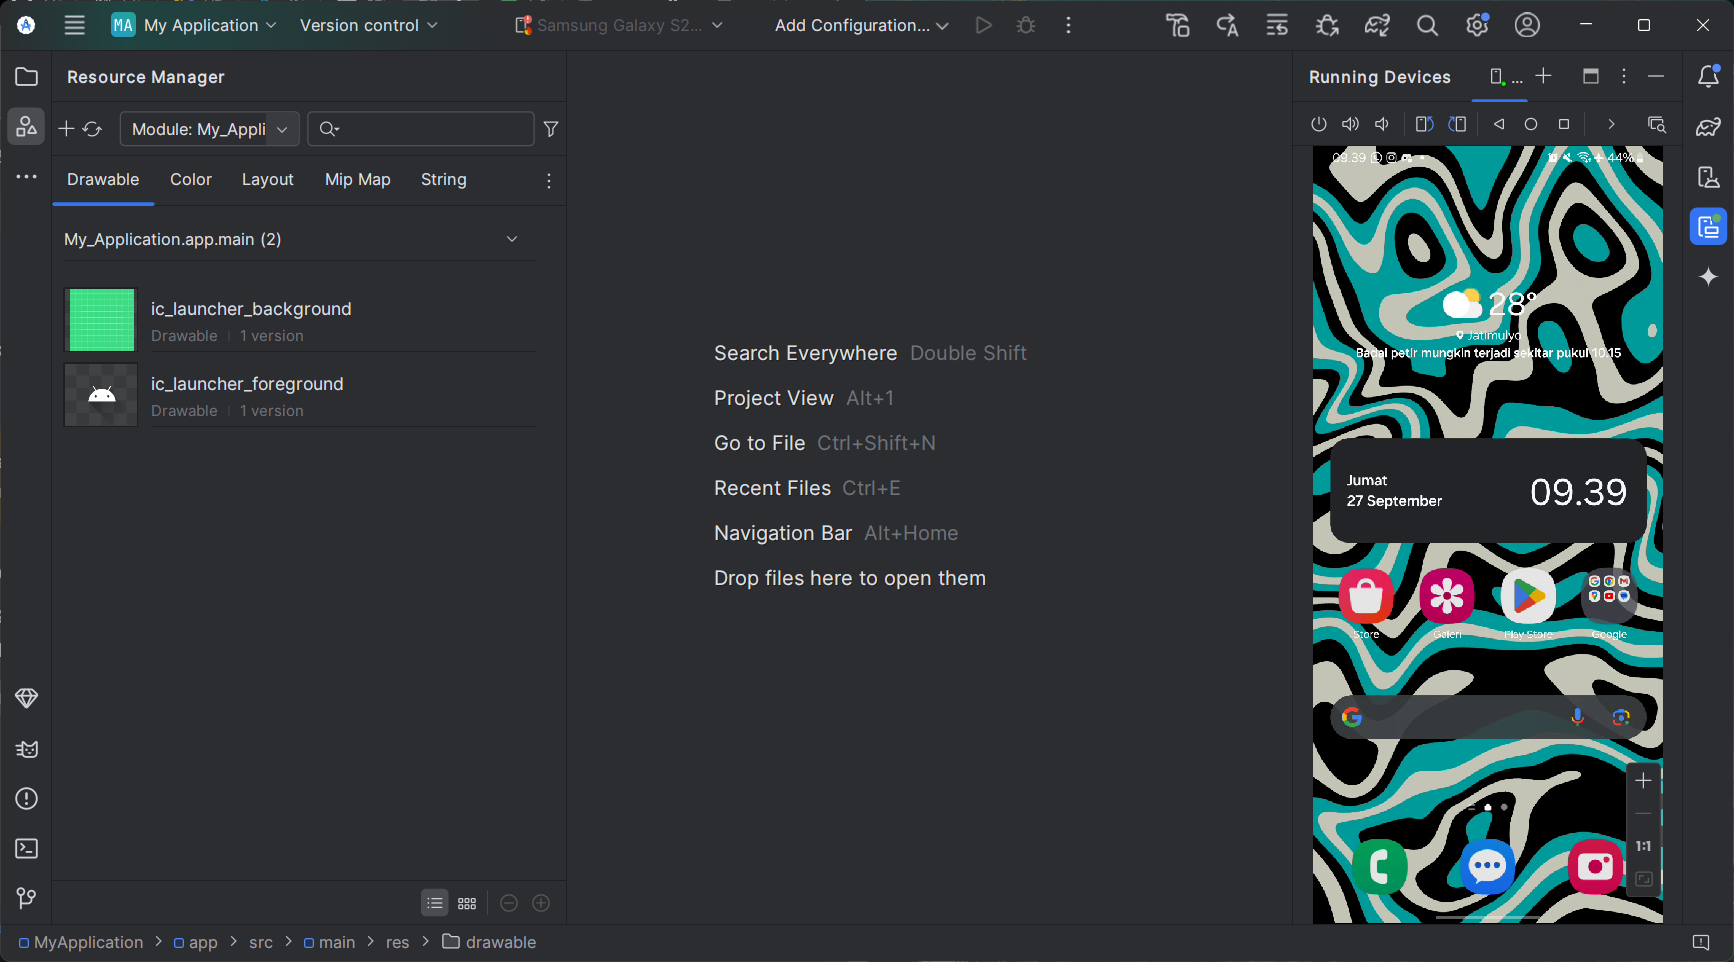 MA My Application Version control Samsung Galaxy S2... Add Configuration...
Resource Manager
Module: My_Appli
Drawable Color Layout Mip Map String
My_Application.app.main (2)
ic_launcher_background
Drawable 1 version
ic_launcher_foreground
Drawable 1 version
Search Everywhere Double Shift
Project View Alt+1
Go to File Ctrl+Shift+N
Recent Files Ctrl+E
Navigation Bar Alt+Home
Drop files here to open them
Running Devices ...
09.39 44%
28°
Jatimulyo
Badai petir mungkin terjadi sekitar pukul 10.15
Jumat
27 September
09.39
Store Galeri Play Store Google
1:1
MyApplication > app > src > main > res > drawable